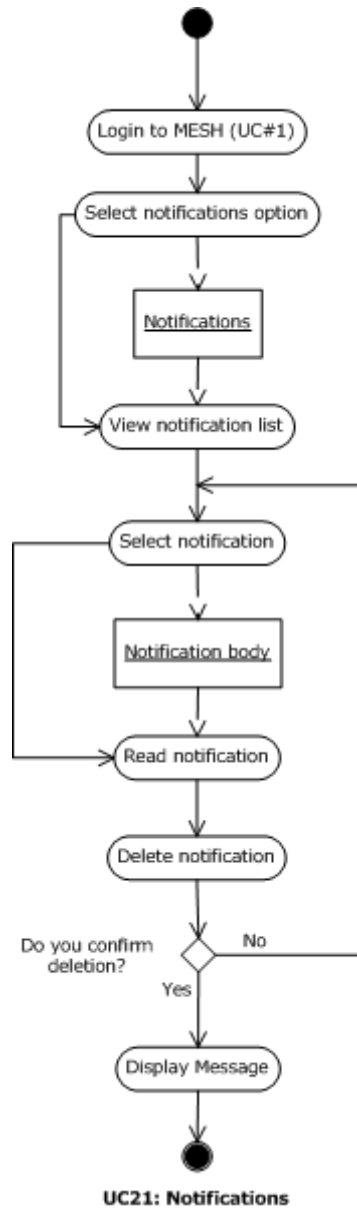 Login to MESH (UC#1)
Select notifications option
Notifications
View notification list
Select notification
Notification body
Read notification
Delete notification
Do you confirm
deletion?
No
Yes
Display Message
UC21: Notifications